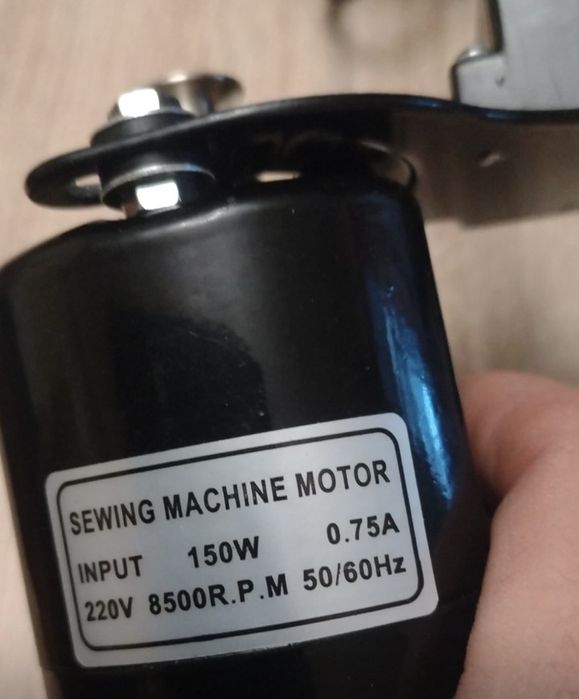 SEWING MACHINE MOTOR
INPUT 150W 0.75A
220V 8500R.P.M 50/60Hz